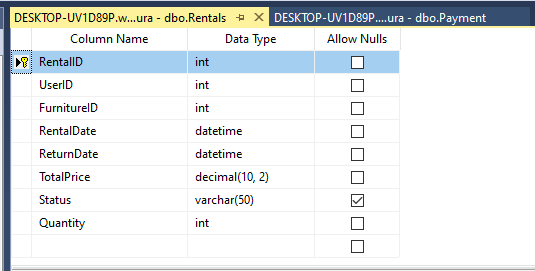 DESKTOP-UV1D89P.w...ura - dbo.Rentals DESKTOP-UV1D89P....ura - dbo.Payment
Column Name Data Type Allow Nulls
RentalID int
UserID int
FurnitureID int
RentalDate datetime
ReturnDate datetime
TotalPrice decimal(10, 2)
Status varchar(50)
Quantity int